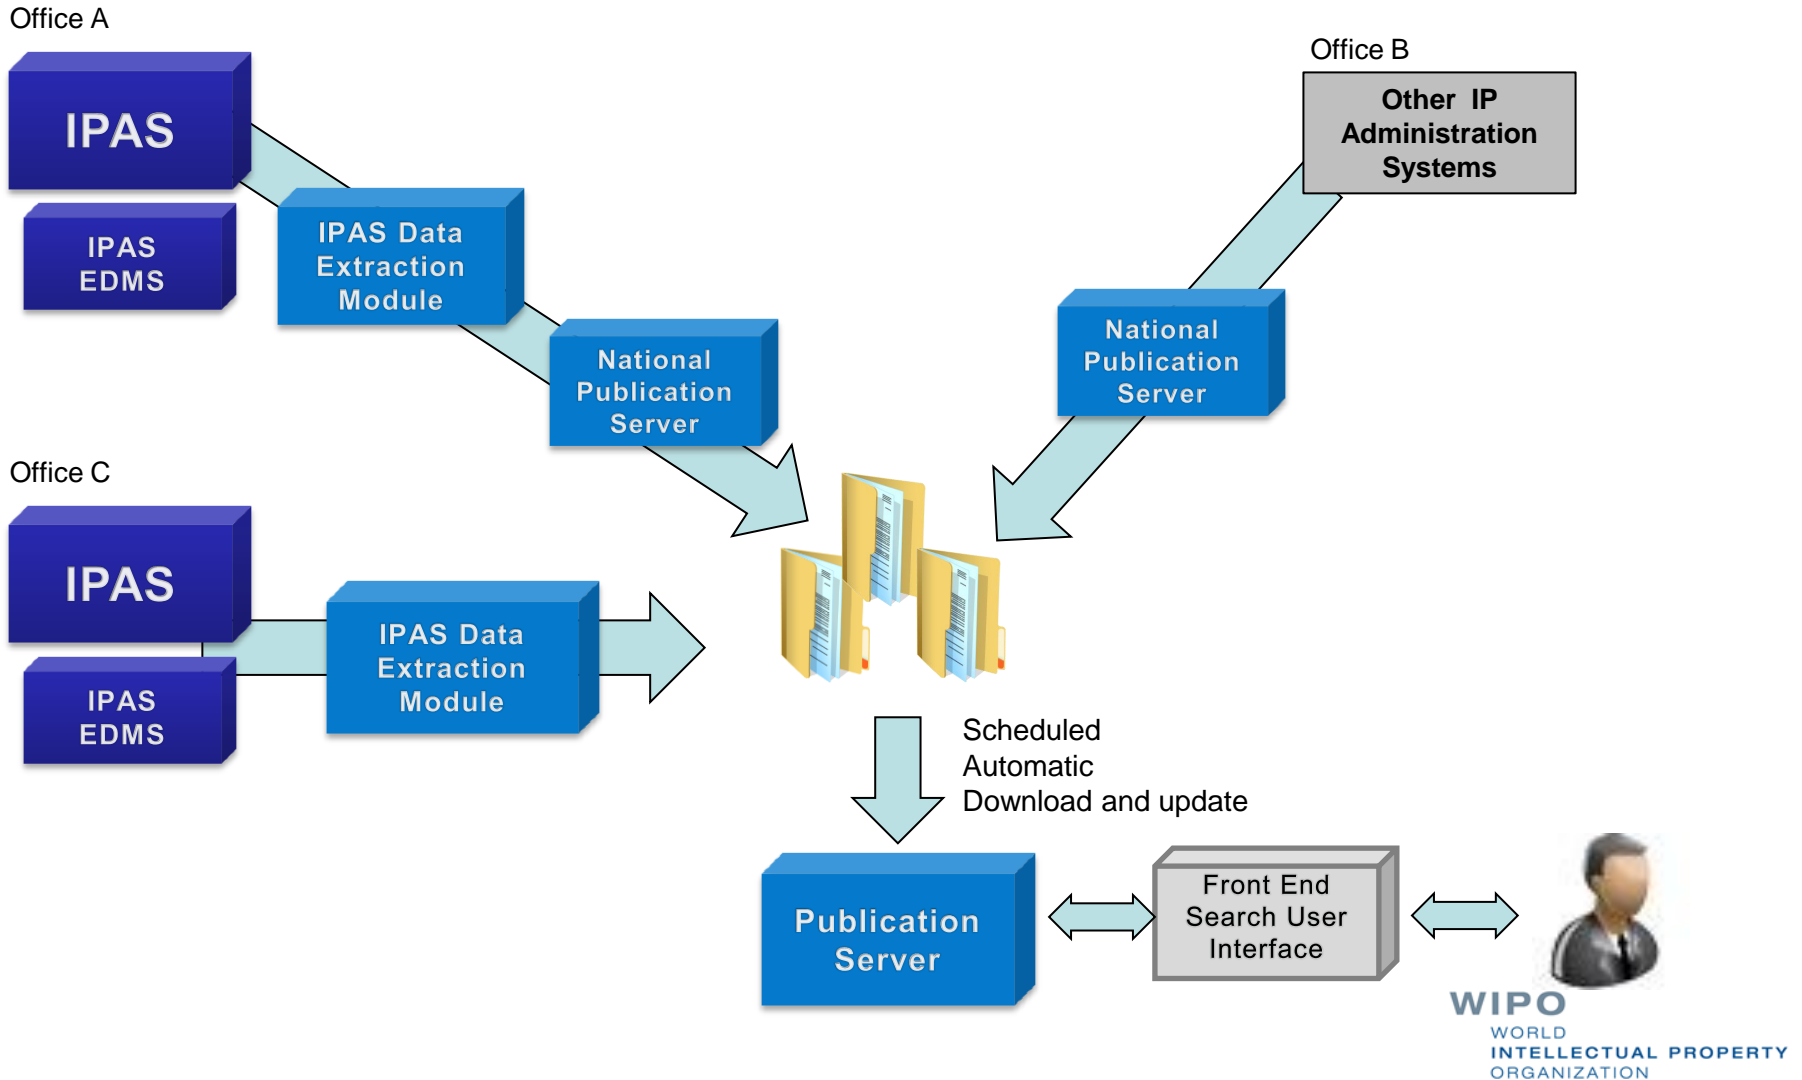 Office A
IPAS
IPAS
EDMS
IPAS Data
Extraction
Module
National
Publication
Server
Office B
Other IP
Administration
Systems
National
Publication
Server
Office C
IPAS
IPAS
EDMS
IPAS Data
Extraction
Module
Scheduled
Automatic
Download and update
Publication
Server
Front End
Search User
Interface
WIPO
WORLD
INTELLECTUAL PROPERTY
ORGANIZATION